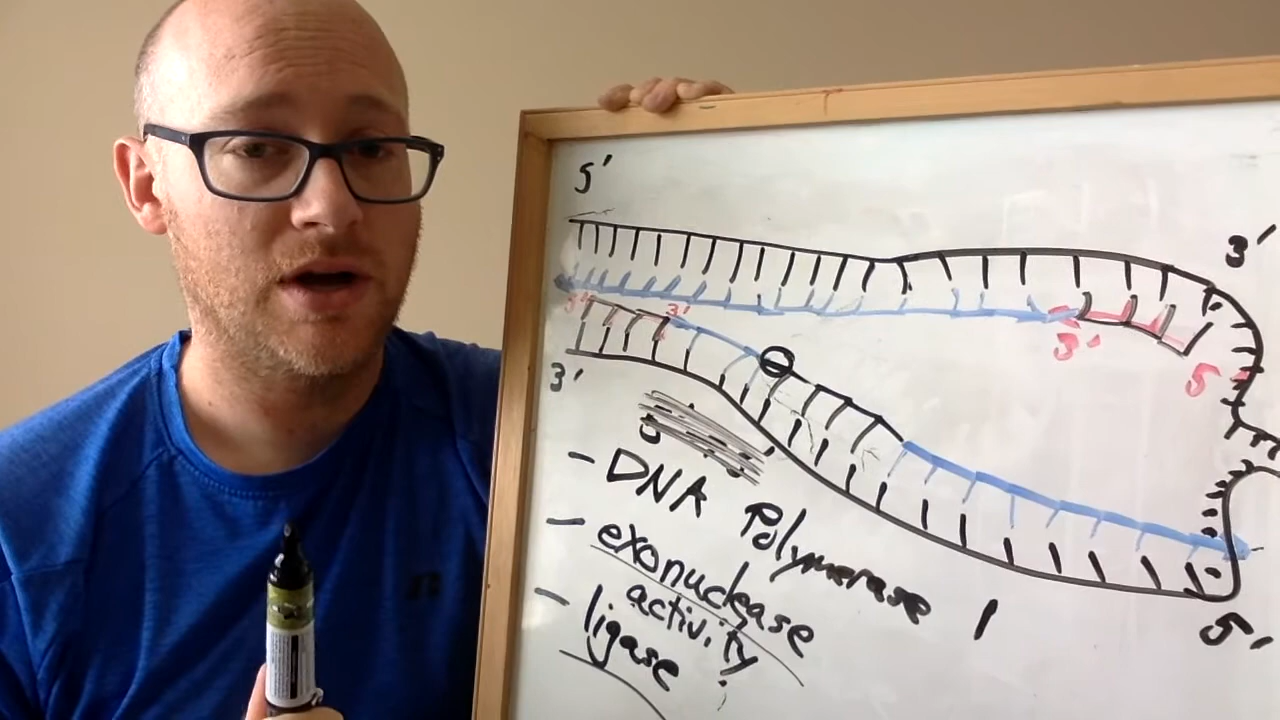 5'
3'
5'
3'
3'
5
3'
- DNA Polymerase 1
- exonuclease
activity
- ligase
5'